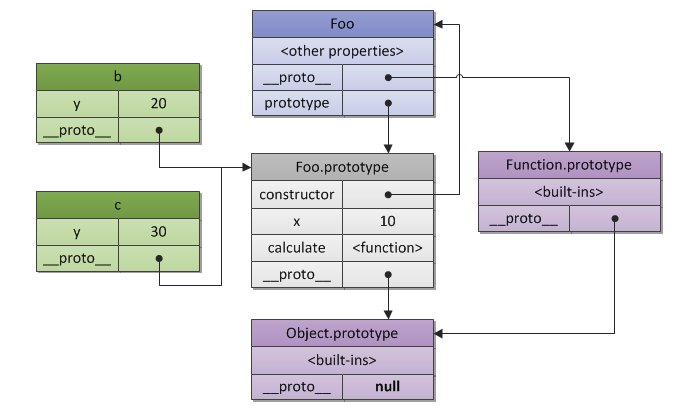 Foo
<other properties>
__proto__
prototype
b
y 20
__proto__
Foo.prototype
constructor
x 10
calculate <function>
__proto__
Function.prototype
<built-ins>
__proto__
c
y 30
__proto__
Object.prototype
<built-ins>
__proto__ null